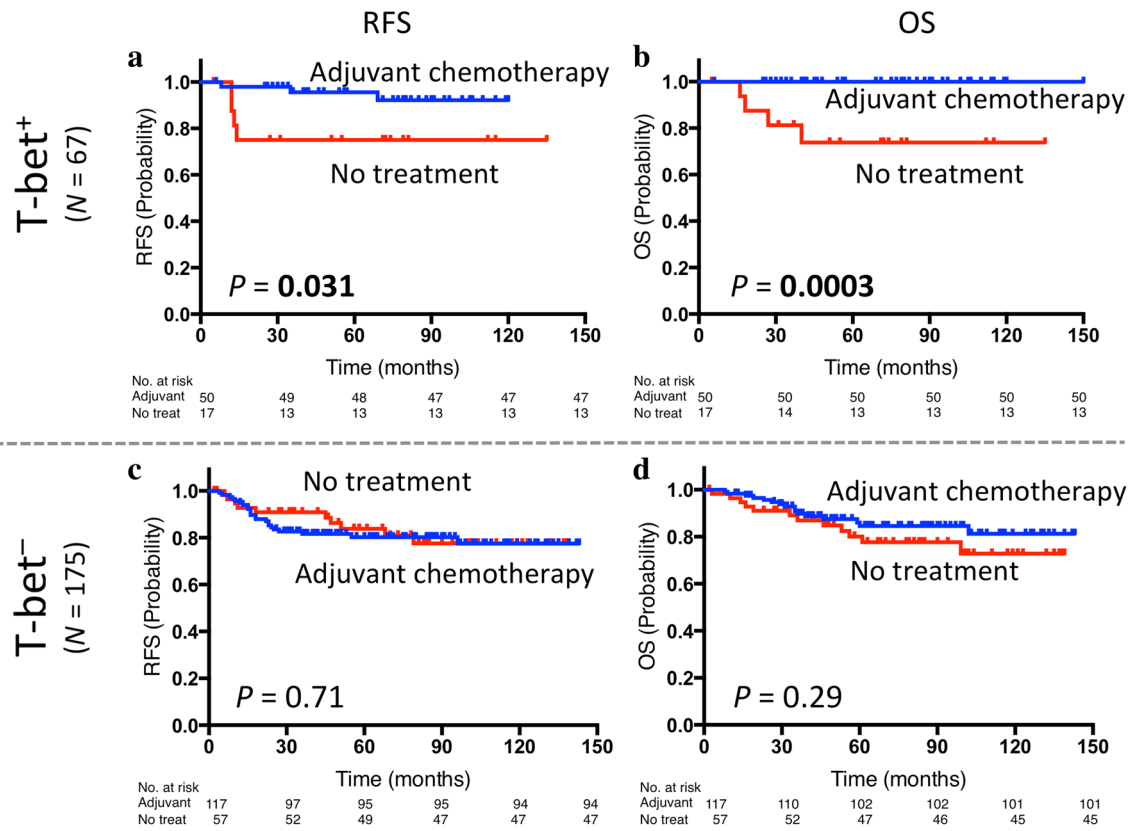 RFS
OS
a
b
T-bet+
(N = 67)
RFS (Probability)
1.0
0.8
0.6
0.4
0.2
0.0
Adjuvant chemotherapy
No treatment
P = 0.031
0 30 60 90 120 150
Time (months)
No. at risk
Adjuvant 50 49 48 47 47 47
No treat 17 13 13 13 13 13
OS (Probability)
1.0
0.8
0.6
0.4
0.2
0.0
Adjuvant chemotherapy
No treatment
P = 0.0003
0 30 60 90 120 150
Time (months)
No. at risk
Adjuvant 50 50 50 50 50 50
No treat 17 14 13 13 13 13
c
d
T-bet–
(N = 175)
RFS (Probability)
1.0
0.8
0.6
0.4
0.2
0.0
No treatment
Adjuvant chemotherapy
P = 0.71
0 30 60 90 120 150
Time (months)
No. at risk
Adjuvant 117 97 95 95 94 94
No treat 57 52 49 47 47 47
OS (Probability)
1.0
0.8
0.6
0.4
0.2
0.0
Adjuvant chemotherapy
No treatment
P = 0.29
0 30 60 90 120 150
Time (months)
No. at risk
Adjuvant 117 110 102 102 101 101
No treat 57 52 47 46 45 45